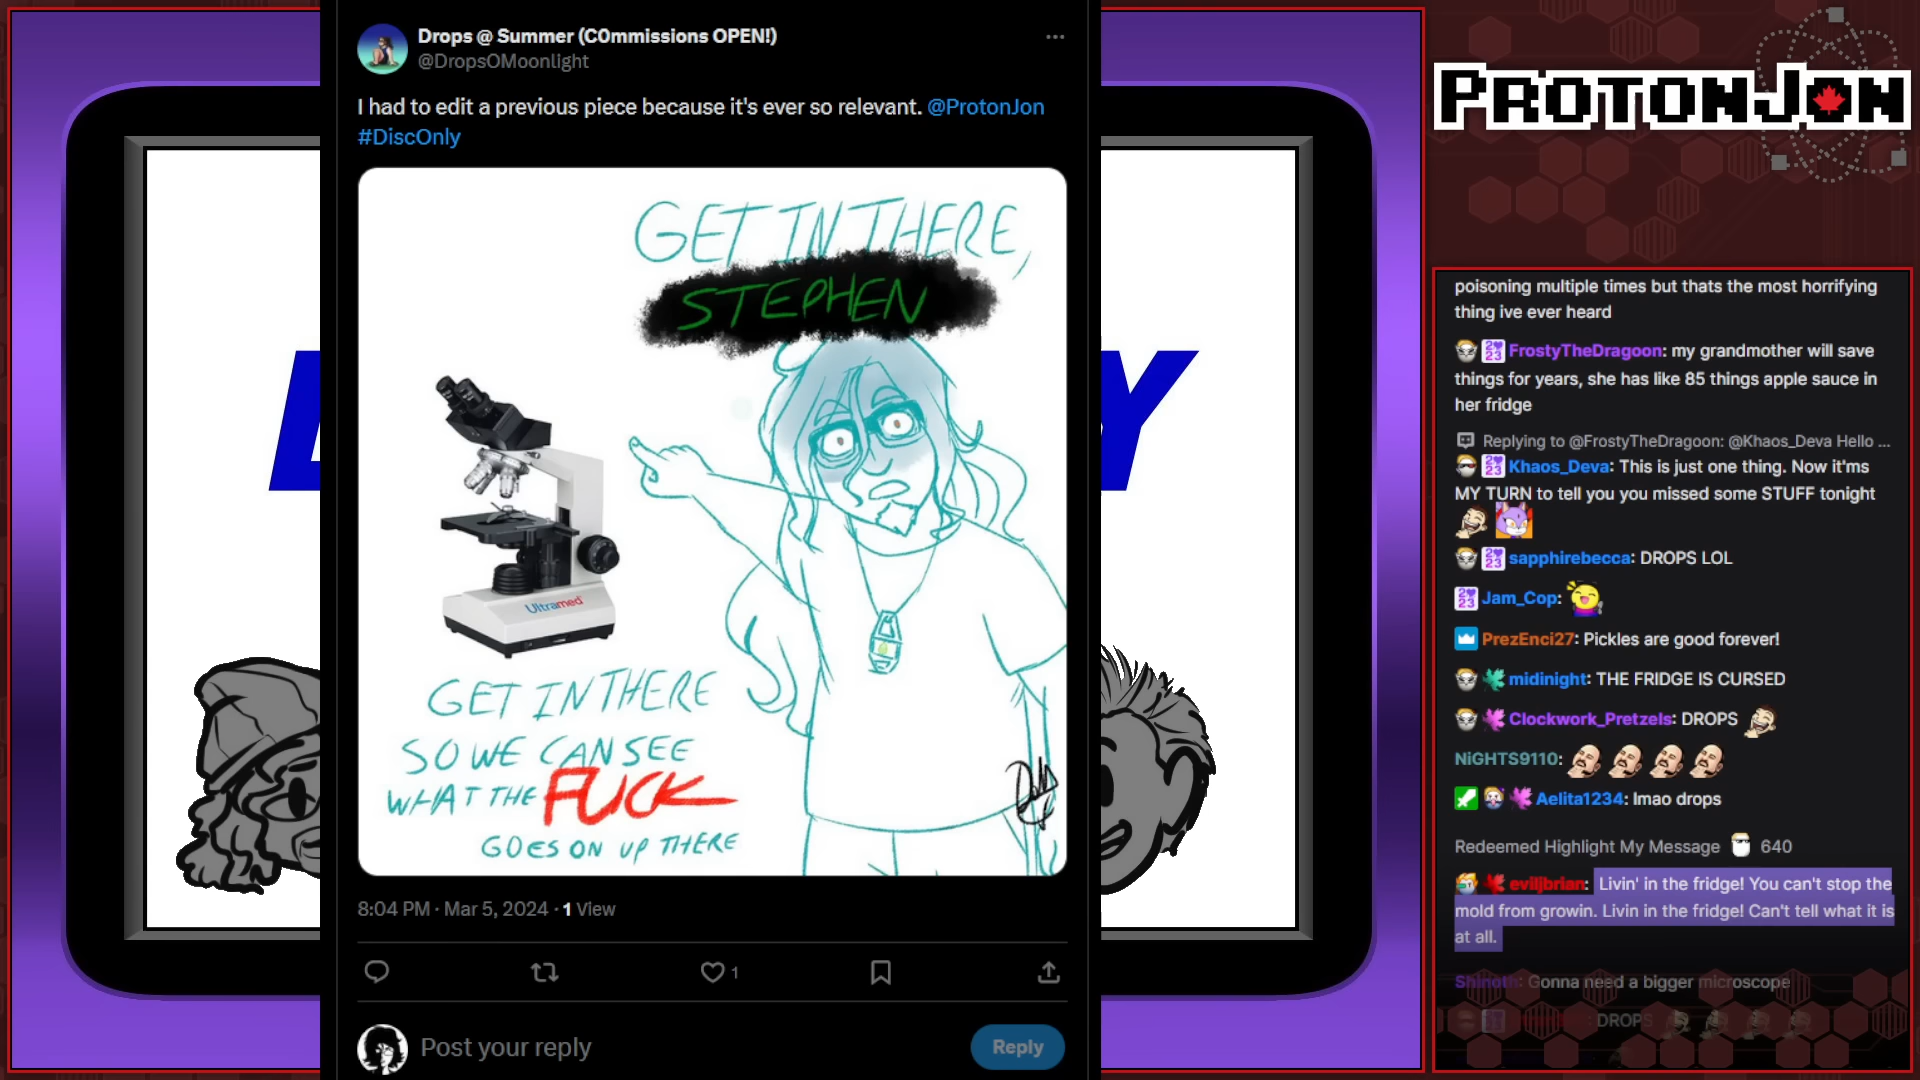 Drops @ Summer (C0mmissions OPEN!)
@DropsOMoonlight
I had to edit a previous piece because it's ever so relevant. @ProtonJon
#DiscOnly
GET IN THERE,
STEPHEN
Ultramed
GET IN THERE
SO WE CAN SEE
WHAT THE FUCK
GOES ON UP THERE
8:04 PM · Mar 5, 2024 · 1 View
1
Post your reply
Reply
Y
PROTONJON
poisoning multiple times but thats the most horrifying
thing ive ever heard
FrostyTheDragoon: my grandmother will save
things for years, she has like 85 things apple sauce in
her fridge
Replying to @FrostyTheDragoon: @Khaos_Deva Hello ...
Khaos_Deva: This is just one thing. Now it'ms
MY TURN to tell you you missed some STUFF tonight
sapphirebecca: DROPS LOL
Jam_Cop:
PrezEnci27: Pickles are good forever!
midinight: THE FRIDGE IS CURSED
Clockwork_Pretzels: DROPS
NiGHTS9110:
Aelita1234: lmao drops
Redeemed Highlight My Message 640
eviljbrian: Livin' in the fridge! You can't stop the
mold from growin. Livin in the fridge! Can't tell what it is
at all.
Shinoth: Gonna need a bigger microscope
DROPS